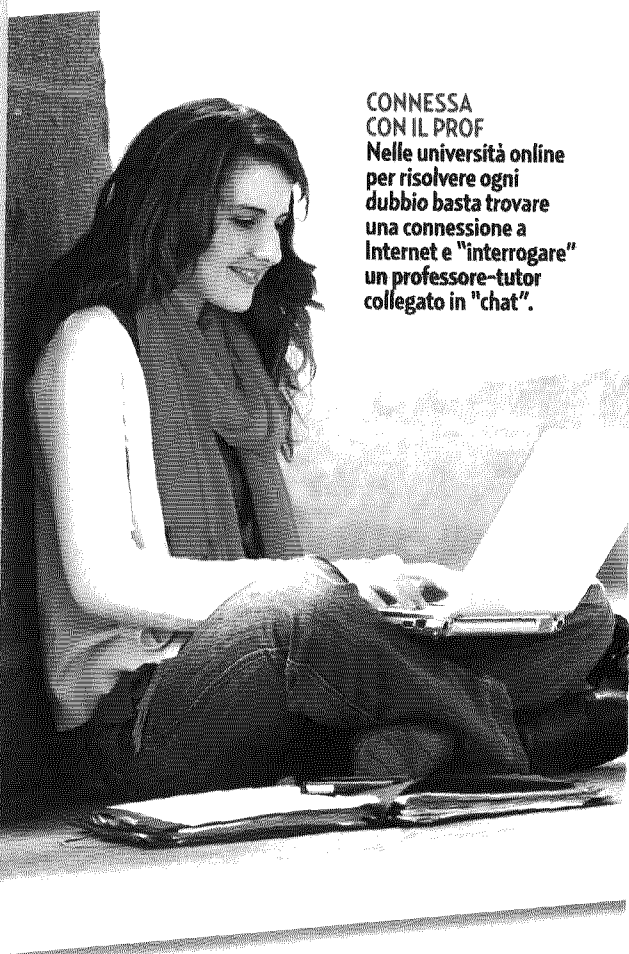 CONNESSA
CON IL PROF
Nelle università online
per risolvere ogni
dubbio basta trovare
una connessione a
Internet e "interrogare"
un professore-tutor
collegato in "chat".